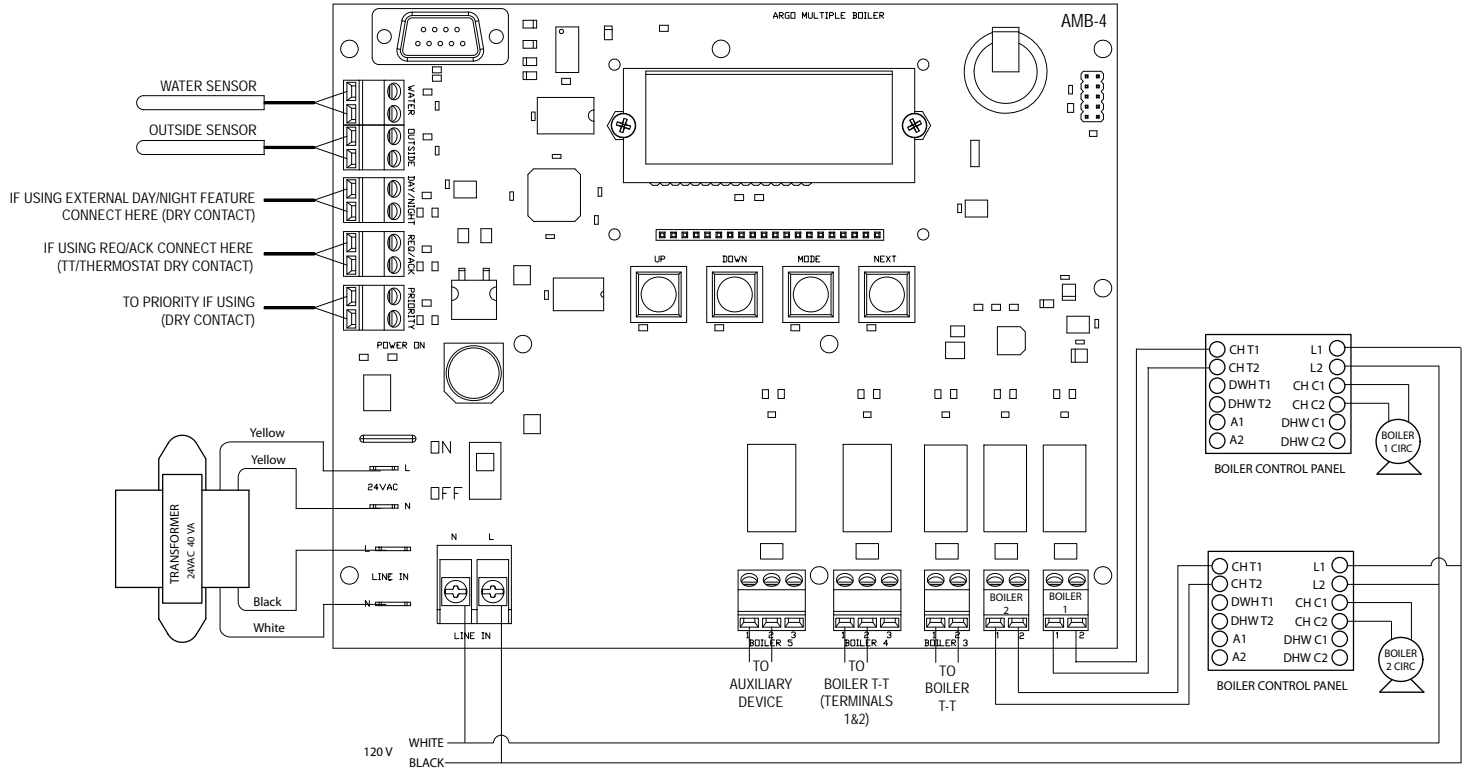 ARGO MULTIPLE BOILER
AMB-4
WATER SENSOR
WATER
OUTSIDE SENSOR
OUTSIDE
IF USING EXTERNAL DAY/NIGHT FEATURE
CONNECT HERE (DRY CONTACT)
DAY/NIGHT
IF USING REQ/ACK CONNECT HERE
(TT/THERMOSTAT DRY CONTACT)
REQ/ACK
TO PRIORITY IF USING
(DRY CONTACT)
PRIORITY
UP
DOWN
MODE
NEXT
POWER ON
ON
OFF
Yellow
Yellow
L
24VAC
N
TRANSFORMER
24VAC 40 VA
L
LINE IN
N
Black
White
N
L
LINE IN
1
2
3
BOILER 5
1
2
3
BOILER 4
1
2
BOILER 3
BOILER
2
1
2
BOILER
1
1
2
TO
AUXILIARY
DEVICE
TO
BOILER T-T
(TERMINALS
1&2)
TO
BOILER
T-T
120 V
WHITE
BLACK
CH T1
L1
CH T2
L2
DWH T1
CH C1
DHW T2
CH C2
A1
DHW C1
A2
DHW C2
BOILER
1 CIRC
BOILER CONTROL PANEL
CH T1
L1
CH T2
L2
DWH T1
CH C1
DHW T2
CH C2
A1
DHW C1
A2
DHW C2
BOILER
2 CIRC
BOILER CONTROL PANEL